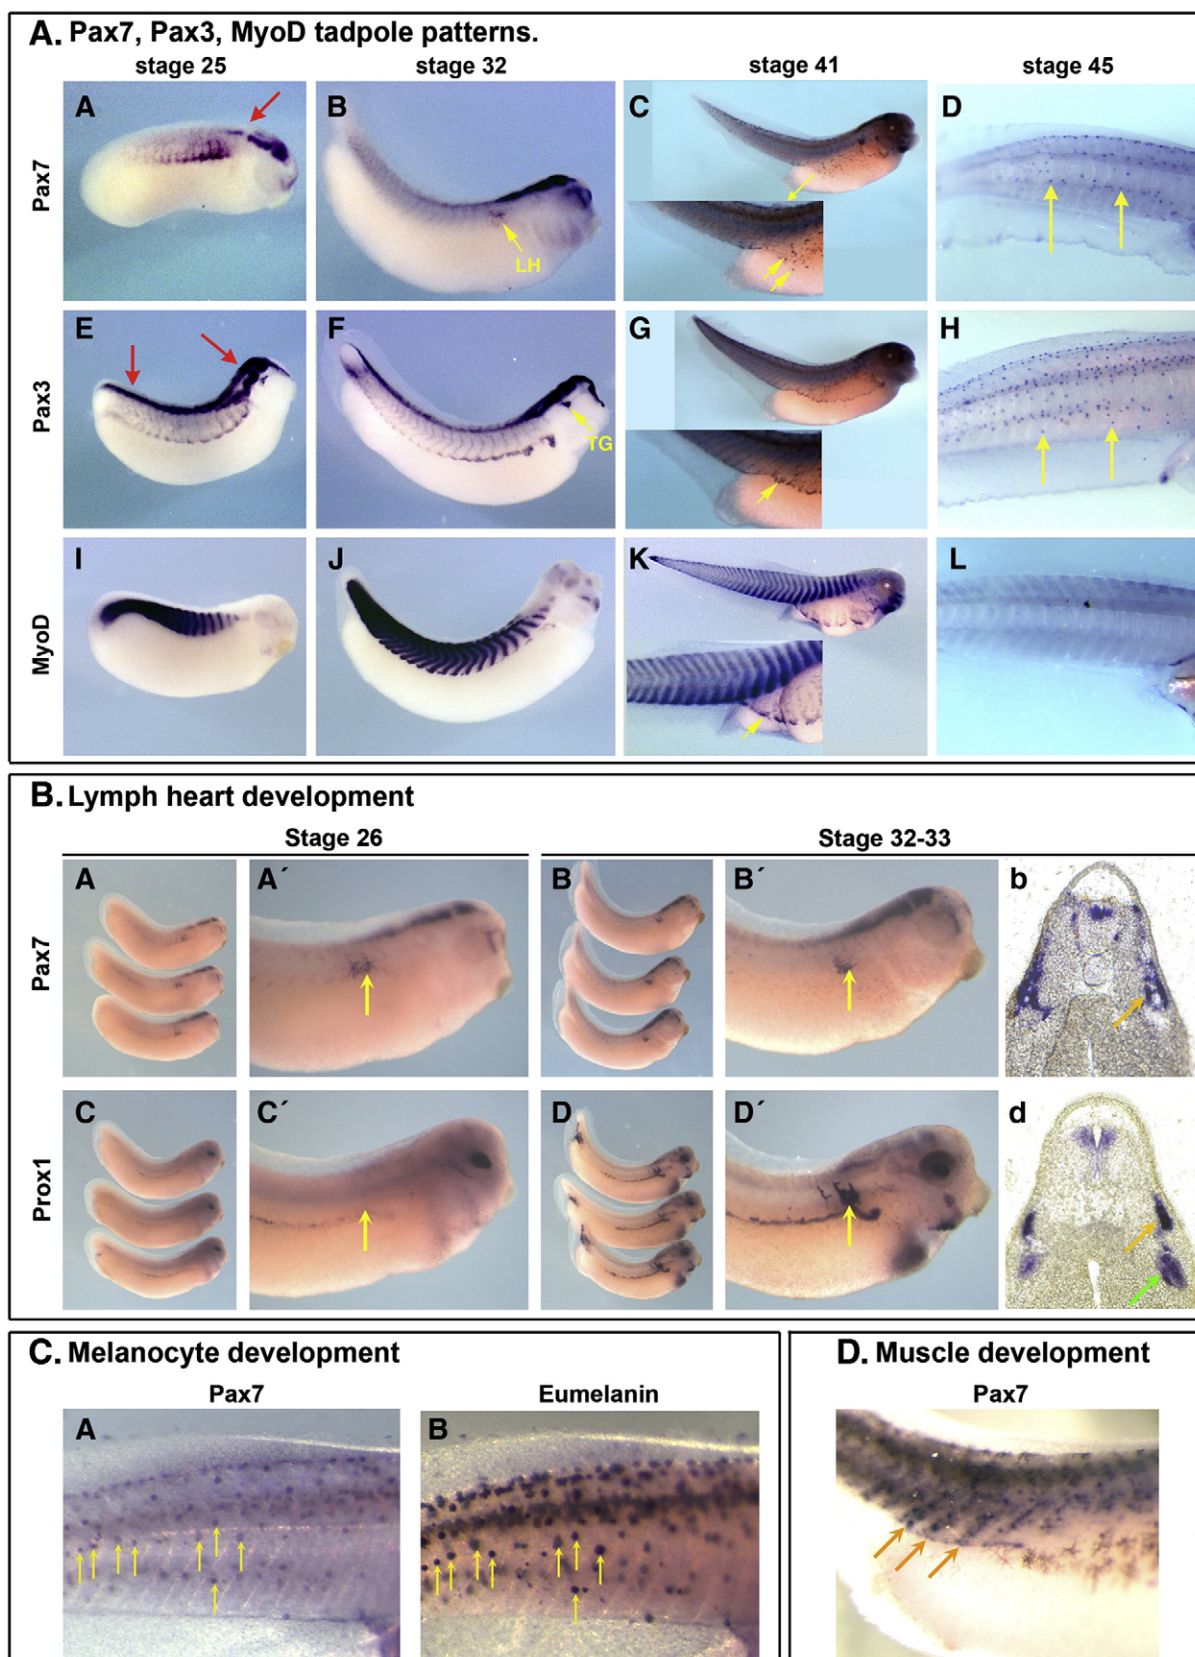 A. Pax7, Pax3, MyoD tadpole patterns.
stage 25 stage 32 stage 41 stage 45
Pax7
A B C D
LH
Pax3
E F G H
TG
MyoD
I J K L
B. Lymph heart development
Stage 26 Stage 32-33
Pax7
A A´ B B´ b
Prox1
C C´ D D´ d
C. Melanocyte development
Pax7 Eumelanin
A B
D. Muscle development
Pax7